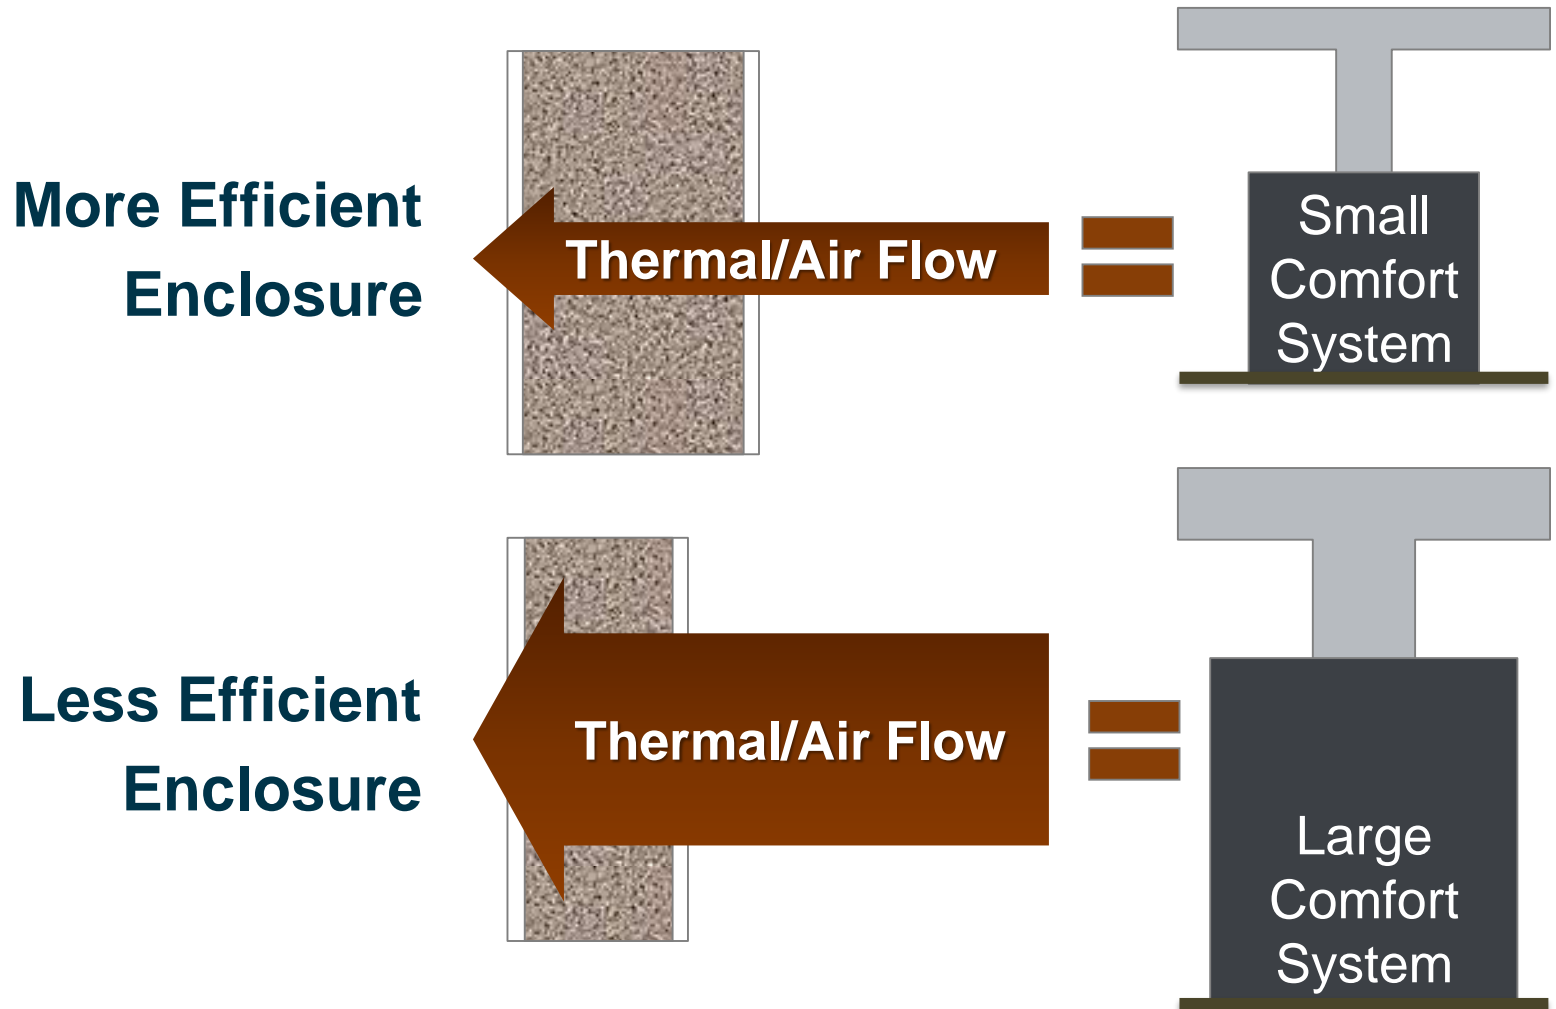 More Efficient
Enclosure
Thermal/Air Flow
Small
Comfort
System
Less Efficient
Enclosure
Thermal/Air Flow
Large
Comfort
System